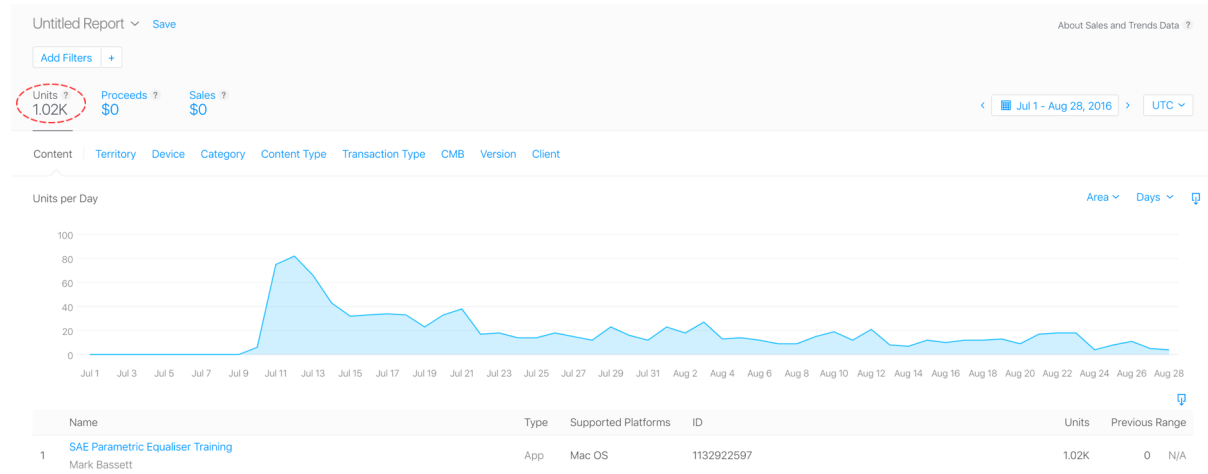 Untitled Report Save About Sales and Trends Data ?
Add Filters +
Units ? Proceeds ? Sales ?
1.02K $0 $0
Jul 1 - Aug 28, 2016 UTC
Content Territory Device Category Content Type Transaction Type CMB Version Client
Units per Day Area Days
100
80
60
40
20
0
Jul 1 Jul 3 Jul 5 Jul 7 Jul 9 Jul 11 Jul 13 Jul 15 Jul 17 Jul 19 Jul 21 Jul 23 Jul 25 Jul 27 Jul 29 Jul 31 Aug 2 Aug 4 Aug 6 Aug 8 Aug 10 Aug 12 Aug 14 Aug 16 Aug 18 Aug 20 Aug 22 Aug 24 Aug 26 Aug 28
Name Type Supported Platforms ID Units Previous Range
1 SAE Parametric Equaliser Training App Mac OS 1132922597 1.02K 0 N/A
Mark Bassett